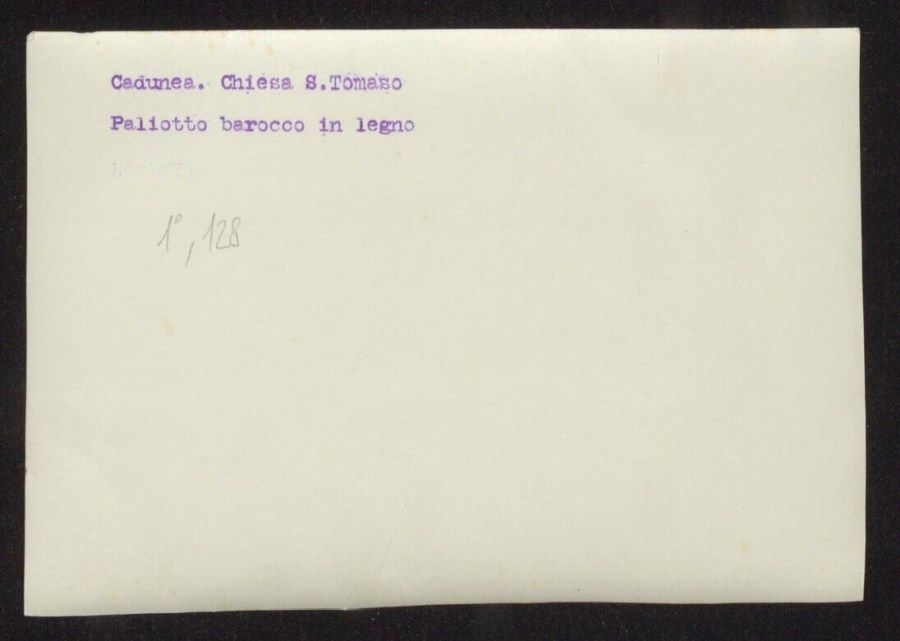 Cadunea. Chiesa S.Tomaso
Paliotto barocco in legno
1°, 128